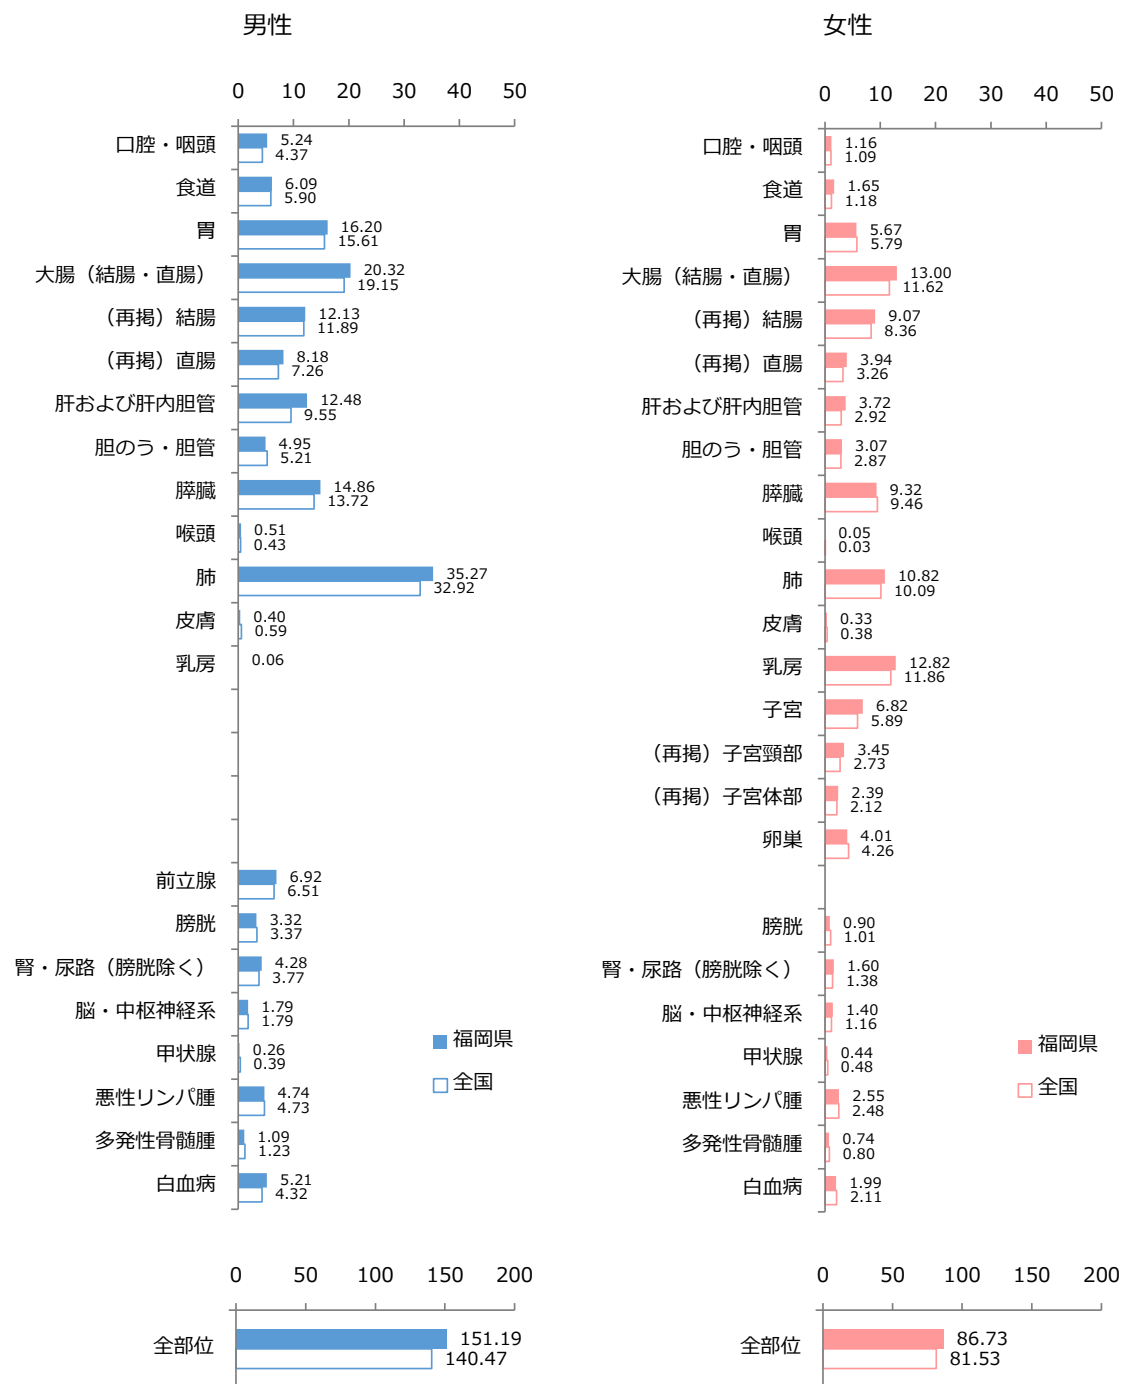 男性
0 10 20 30 40 50
口腔・咽頭 5.24
4.37
食道 6.09
5.90
胃 16.20
15.61
大腸（結腸・直腸） 20.32
19.15
（再掲）結腸 12.13
11.89
（再掲）直腸 8.18
7.26
肝および肝内胆管 12.48
9.55
胆のう・胆管 4.95
5.21
膵臓 14.86
13.72
喉頭 0.51
0.43
肺 35.27
32.92
皮膚 0.40
0.59
乳房 0.06
前立腺 6.92
6.51
膀胱 3.32
3.37
腎・尿路（膀胱除く） 4.28
3.77
脳・中枢神経系 1.79
1.79
甲状腺 0.26
0.39
悪性リンパ腫 4.74
4.73
多発性骨髄腫 1.09
1.23
白血病 5.21
4.32
福岡県
全国
0 50 100 150 200
全部位 151.19
140.47
女性
0 10 20 30 40 50
口腔・咽頭 1.16
1.09
食道 1.65
1.18
胃 5.67
5.79
大腸（結腸・直腸） 13.00
11.62
（再掲）結腸 9.07
8.36
（再掲）直腸 3.94
3.26
肝および肝内胆管 3.72
2.92
胆のう・胆管 3.07
2.87
膵臓 9.32
9.46
喉頭 0.05
0.03
肺 10.82
10.09
皮膚 0.33
0.38
乳房 12.82
11.86
子宮 6.82
5.89
（再掲）子宮頸部 3.45
2.73
（再掲）子宮体部 2.39
2.12
卵巣 4.01
4.26
膀胱 0.90
1.01
腎・尿路（膀胱除く） 1.60
1.38
脳・中枢神経系 1.40
1.16
甲状腺 0.44
0.48
悪性リンパ腫 2.55
2.48
多発性骨髄腫 0.74
0.80
白血病 1.99
2.11
福岡県
全国
0 50 100 150 200
全部位 86.73
81.53